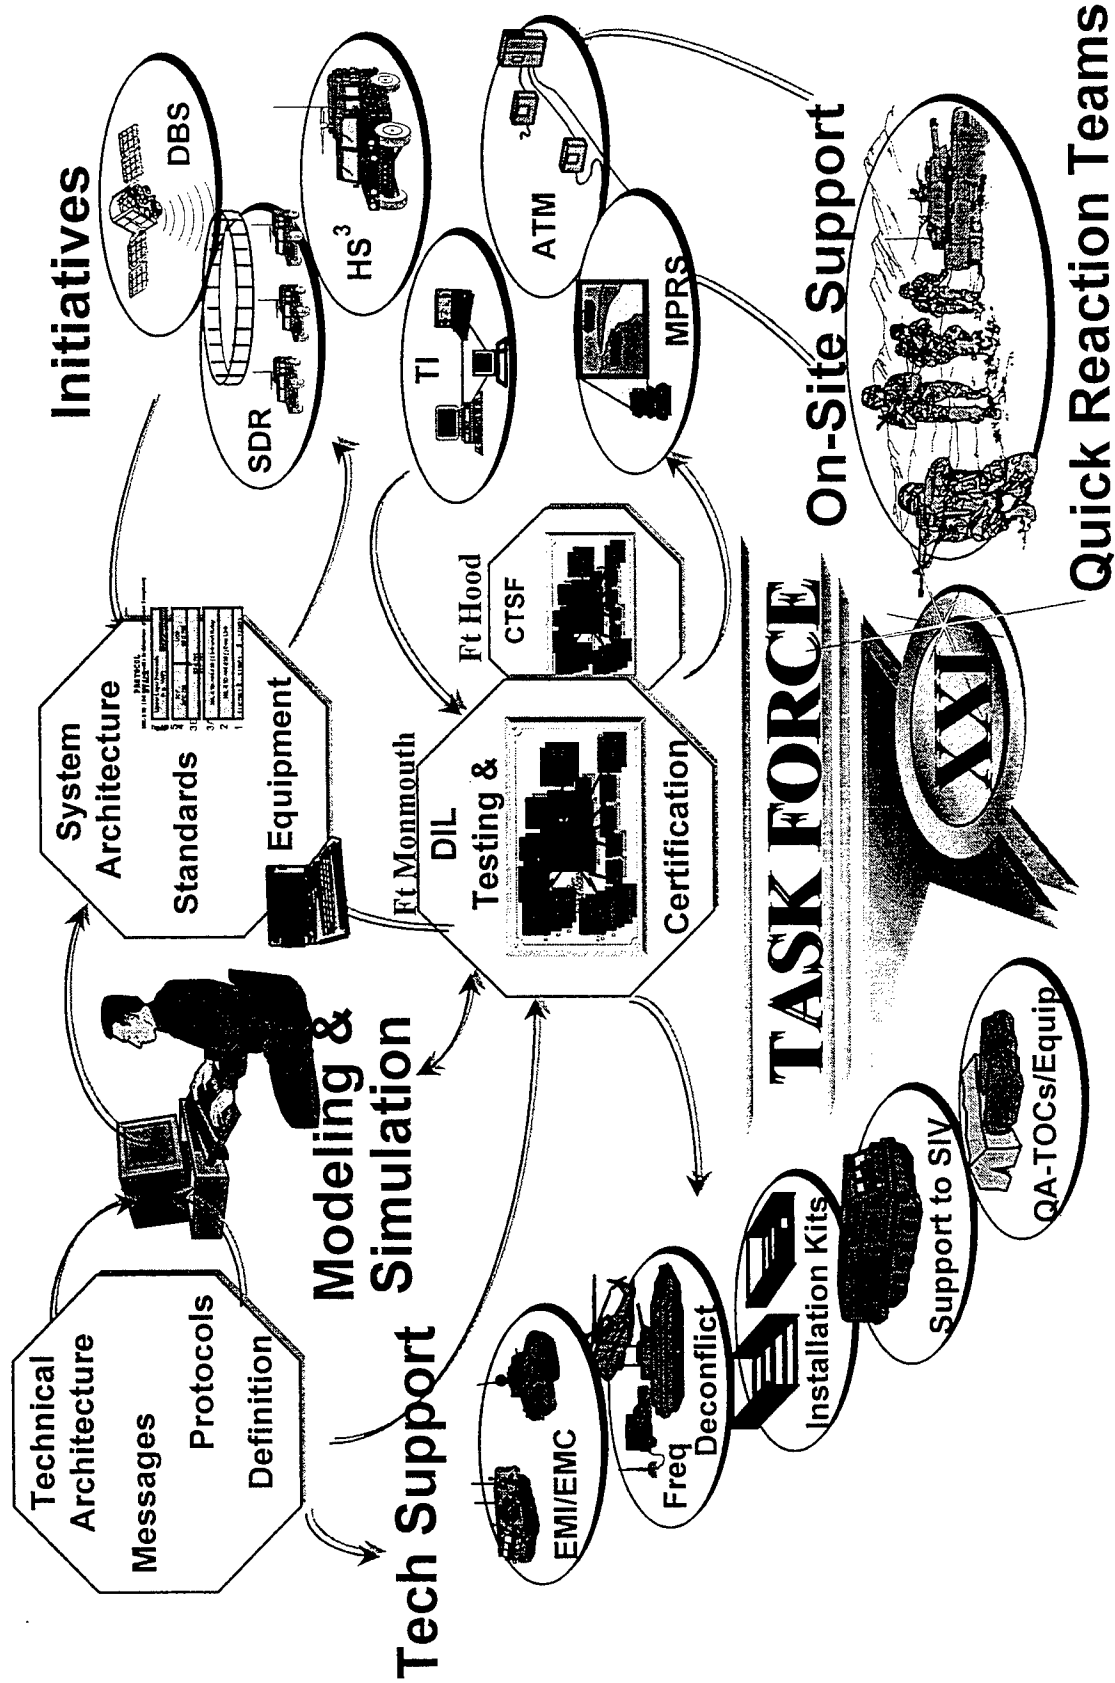 Technical
Architecture
Messages
Protocols
Definition
System
Architecture
Standards
PROTOCOL
Equipment
Initiatives
DBS
SDR
HS³
TI
ATM
MPRS
Modeling &
Simulation
Ft Monmouth
DIL
Testing &
Certification
Ft Hood
CTSF
Tech Support
EMI/EMC
Freq
Deconflict
Installation Kits
Support to SIV
QA-TOCs/Equip
TASK FORCE
XXI
On-Site Support
Quick Reaction Teams